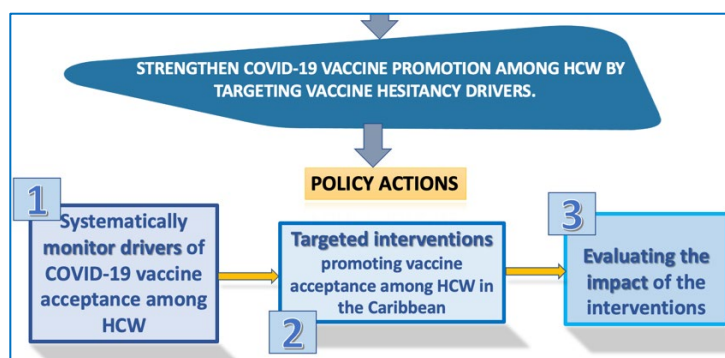 STRENGTHEN COVID-19 VACCINE PROMOTION AMONG HCW BY
TARGETING VACCINE HESITANCY DRIVERS.
POLICY ACTIONS
1
Systematically
monitor drivers of
COVID-19 vaccine
acceptance among
HCW
2
Targeted interventions
promoting vaccine
acceptance among HCW in
the Caribbean
3
Evaluating the
impact of the
interventions